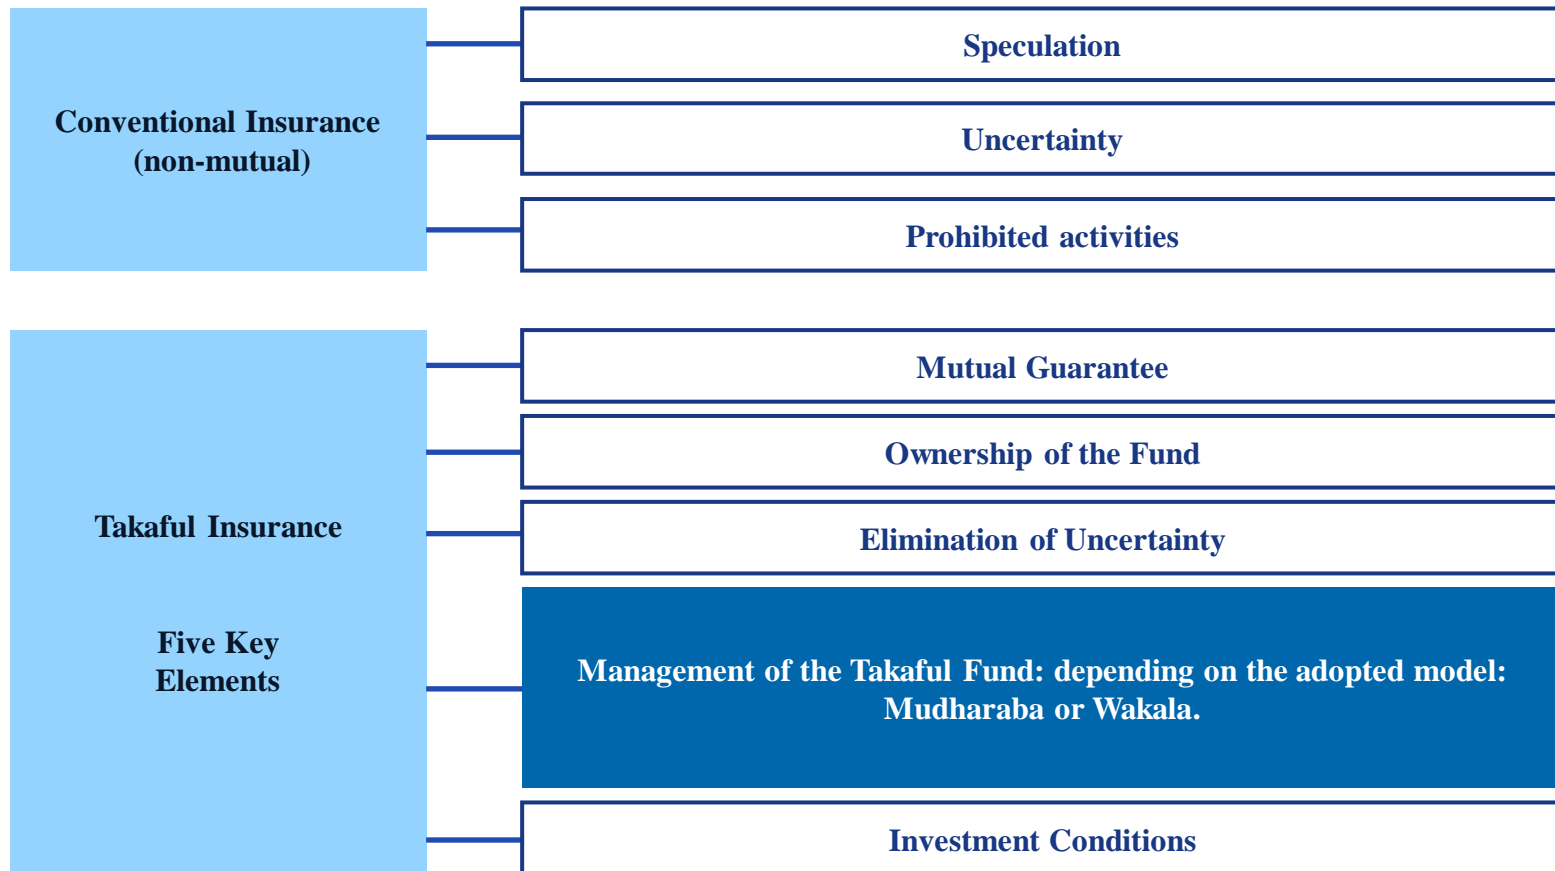 Conventional Insurance
(non-mutual)
Speculation
Uncertainty
Prohibited activities
Takaful Insurance
Five Key
Elements
Mutual Guarantee
Ownership of the Fund
Elimination of Uncertainty
Management of the Takaful Fund: depending on the adopted model:
Mudharaba or Wakala.
Investment Conditions